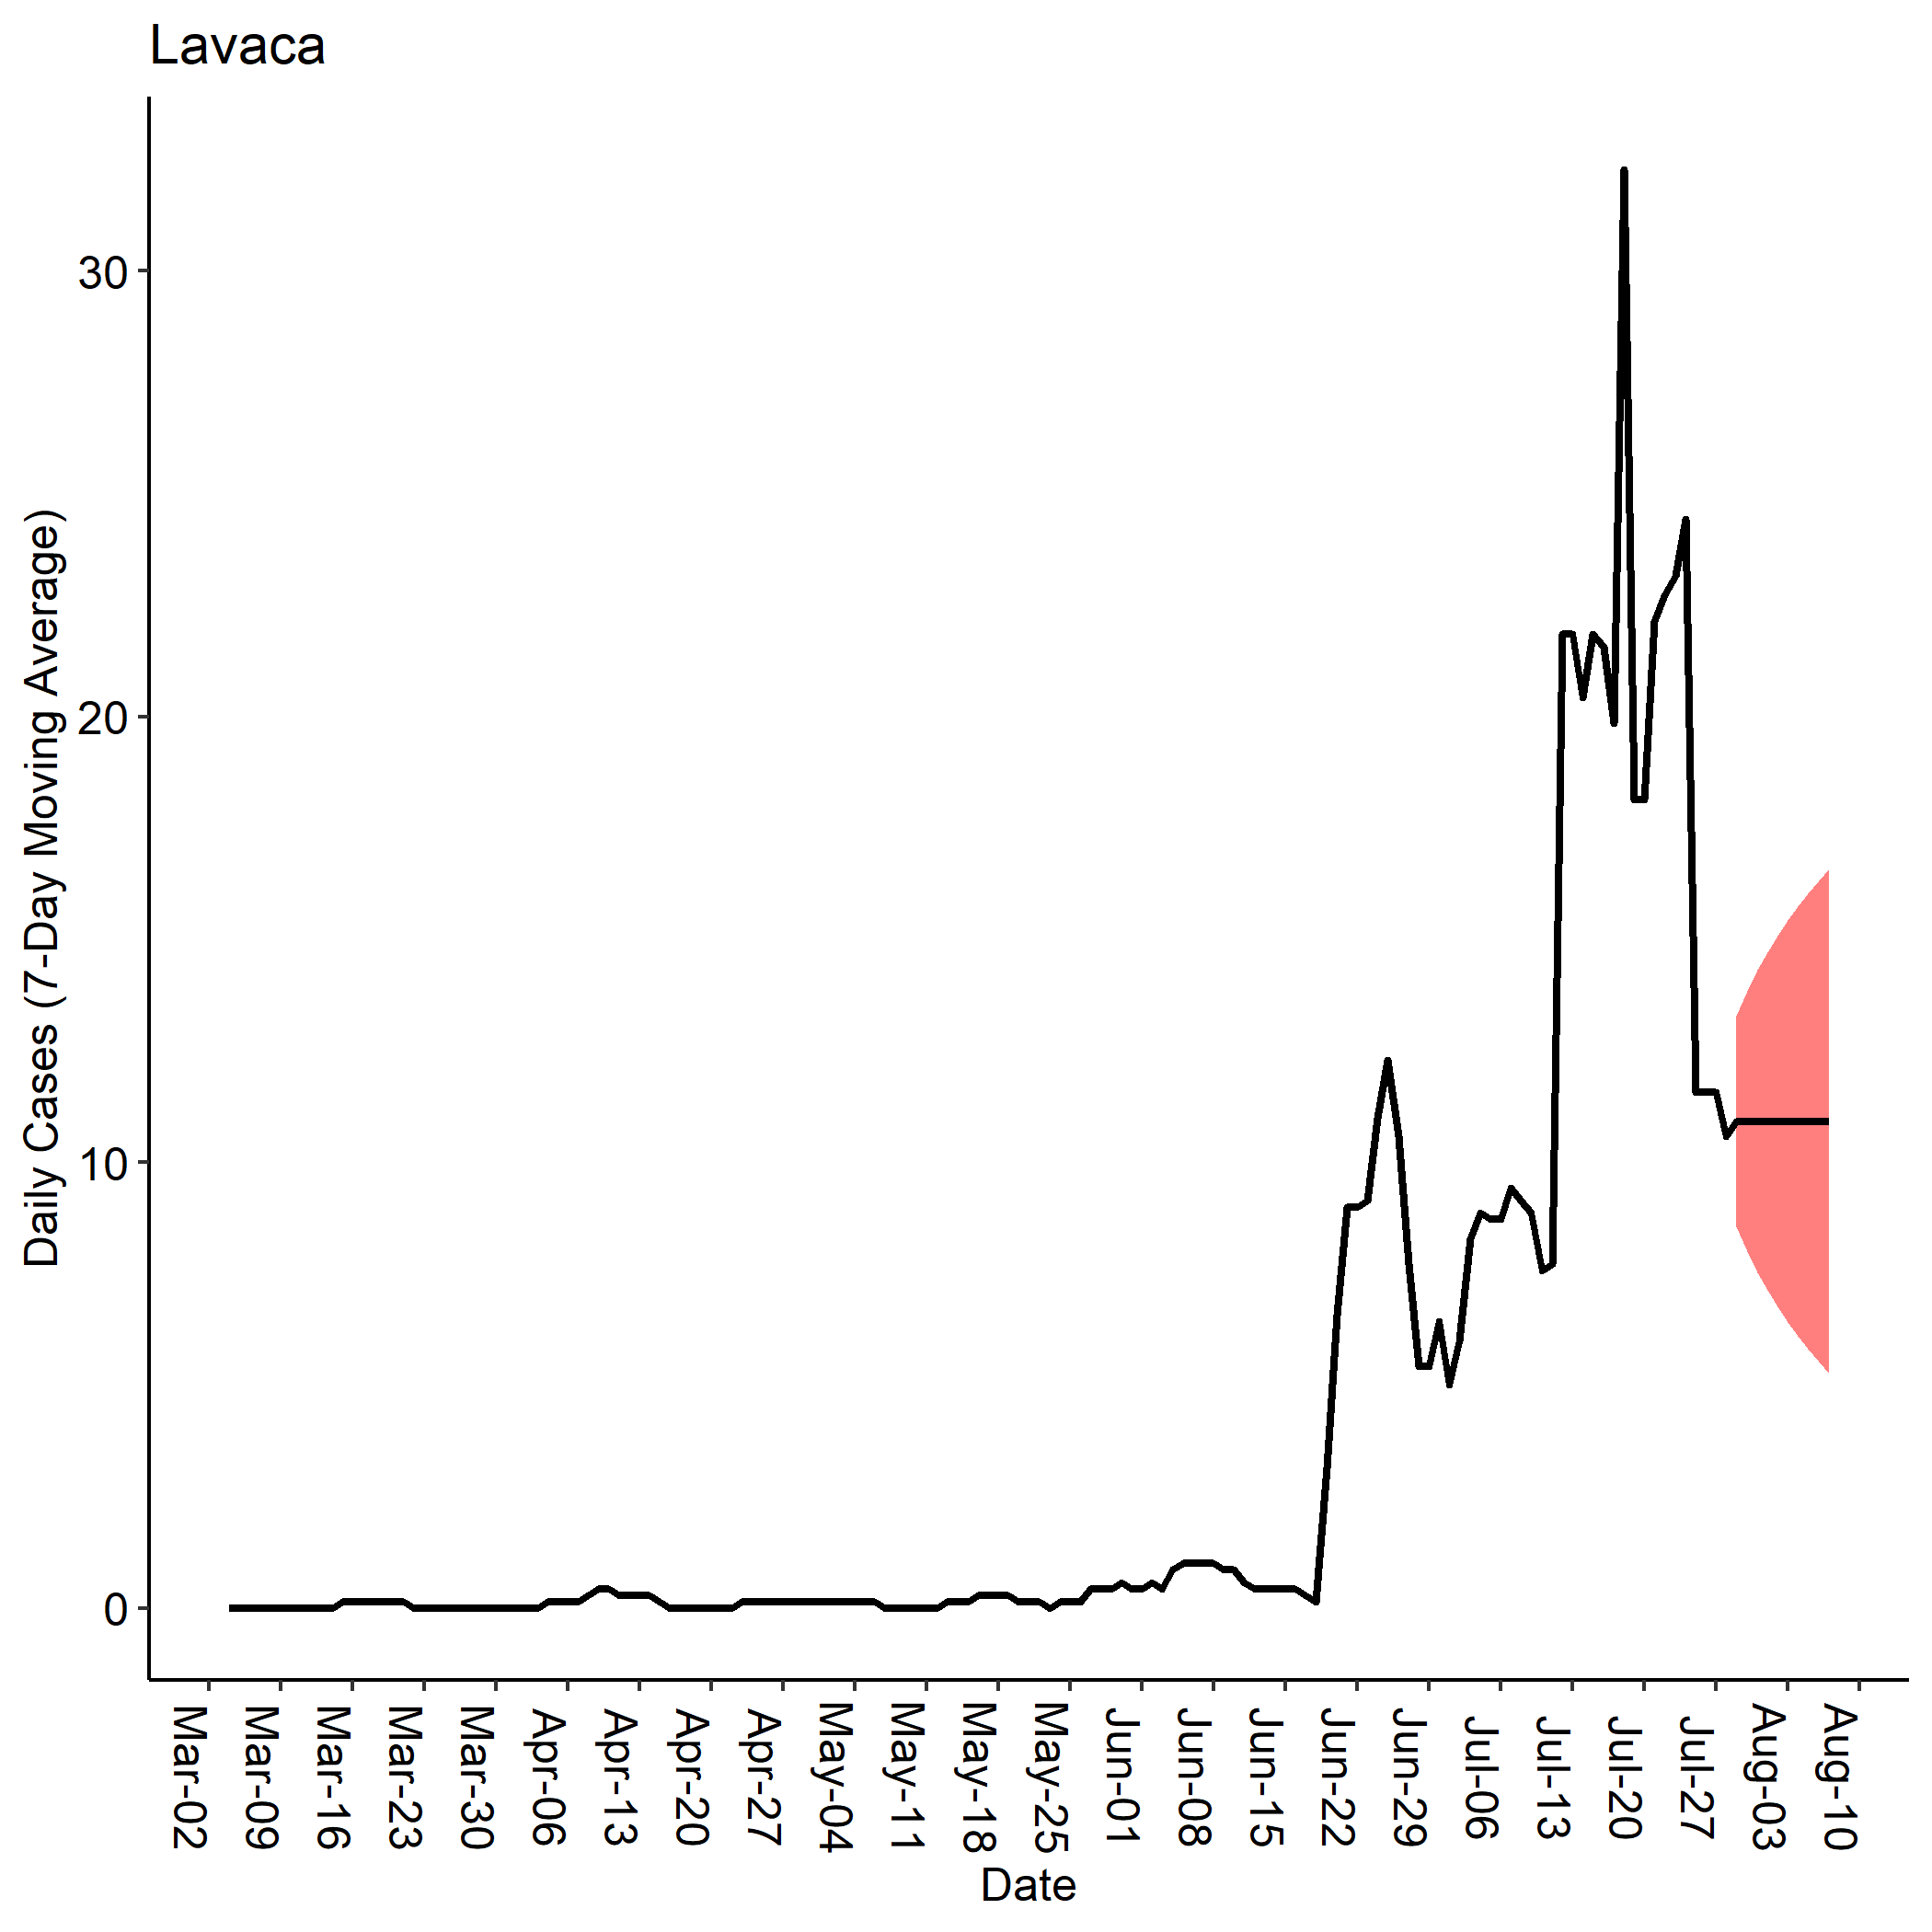 Lavaca
Daily Cases (7-Day Moving Average)
30
20
10
0
Mar-02
Mar-09
Mar-16
Mar-23
Mar-30
Apr-06
Apr-13
Apr-20
Apr-27
May-04
May-11
May-18
May-25
Jun-01
Jun-08
Jun-15
Jun-22
Jun-29
Jul-06
Jul-13
Jul-20
Jul-27
Aug-03
Aug-10
Date